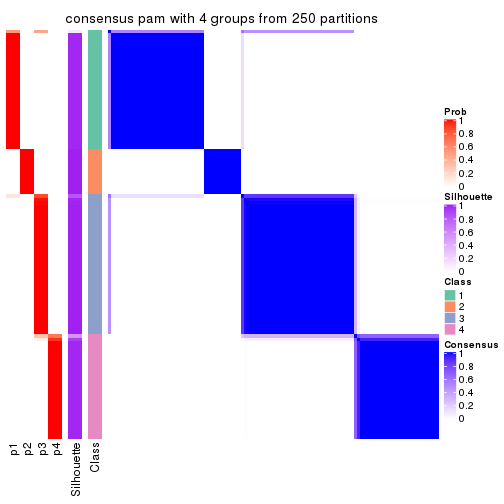 consensus pam with 4 groups from 250 partitions
Prob
1
0.8
0.6
0.4
0.2
0
Silhouette
1
0.8
0.6
0.4
0.2
0
Class
1
2
3
4
Consensus
1
0.8
0.6
0.4
0.2
0
p1
p2
p3
p4
Silhouette
Class